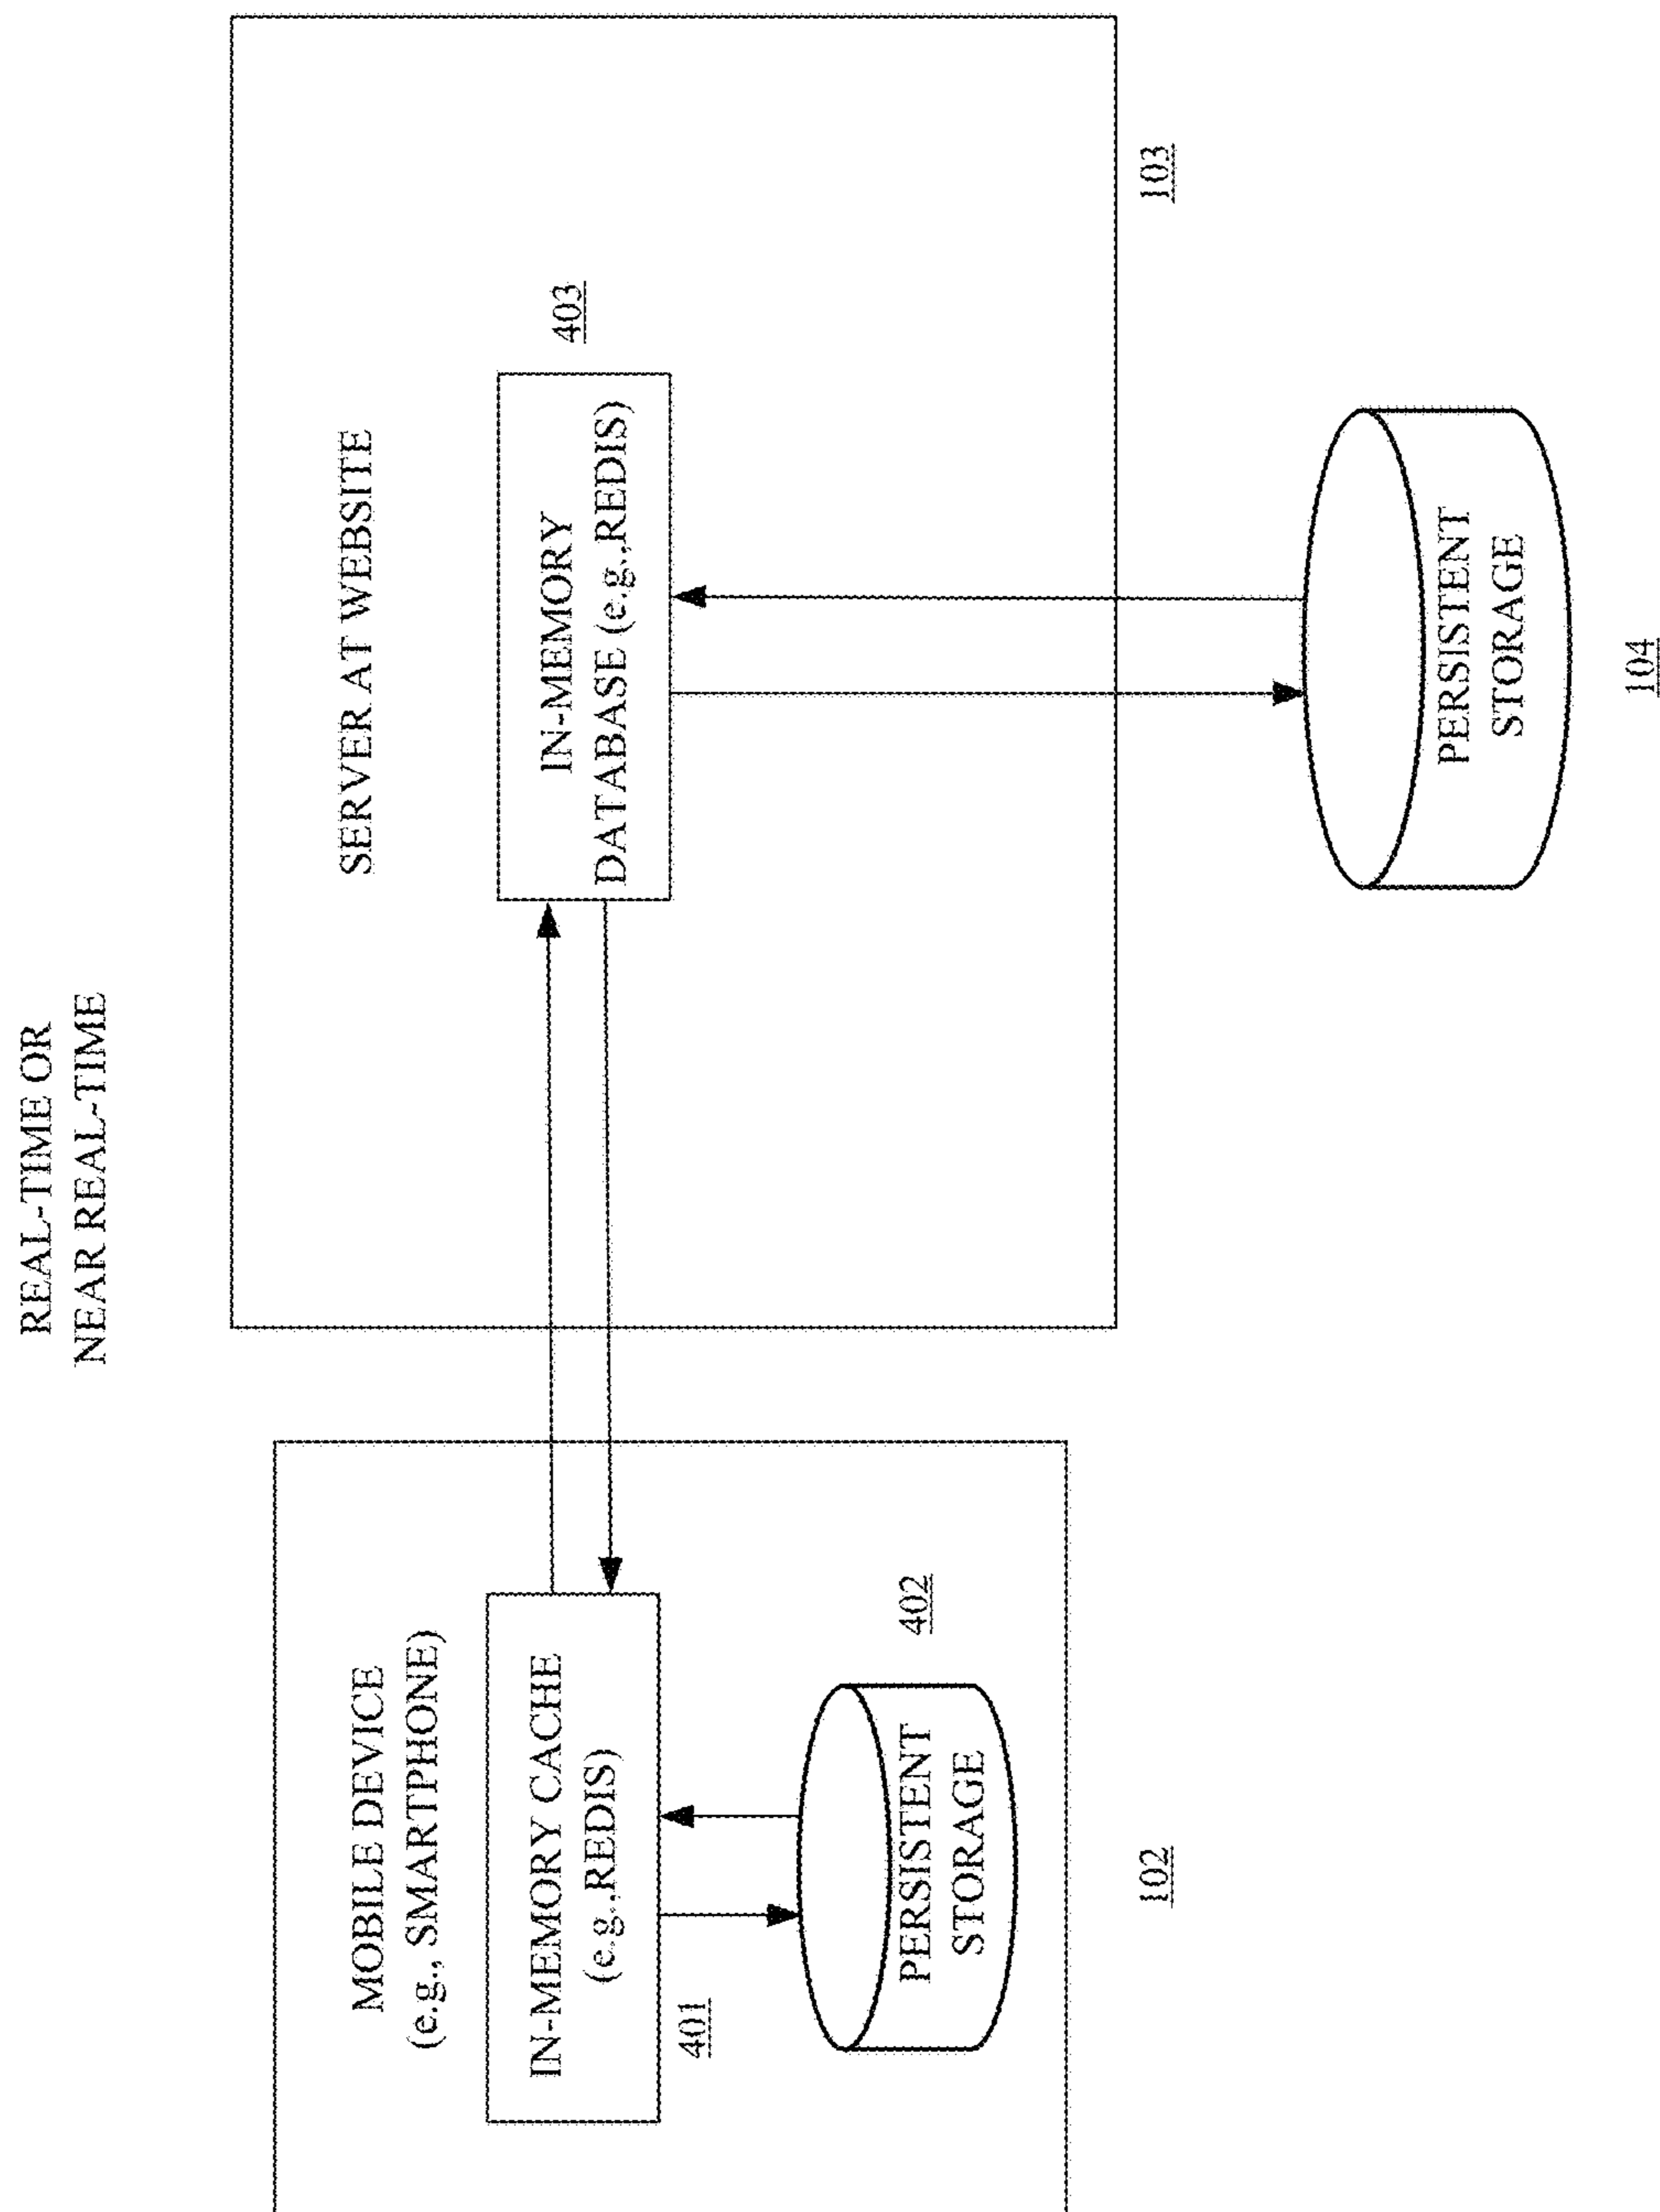 REAL-TIME OR
NEAR REAL-TIME
MOBILE DEVICE
(e.g., SMARTPHONE)
IN-MEMORY CACHE
(e.g.,REDIS)
401
PERSISTENT
STORAGE
402
102
SERVER AT WEBSITE
IN-MEMORY
DATABASE (e.g.,REDIS)
403
103
PERSISTENT
STORAGE
104